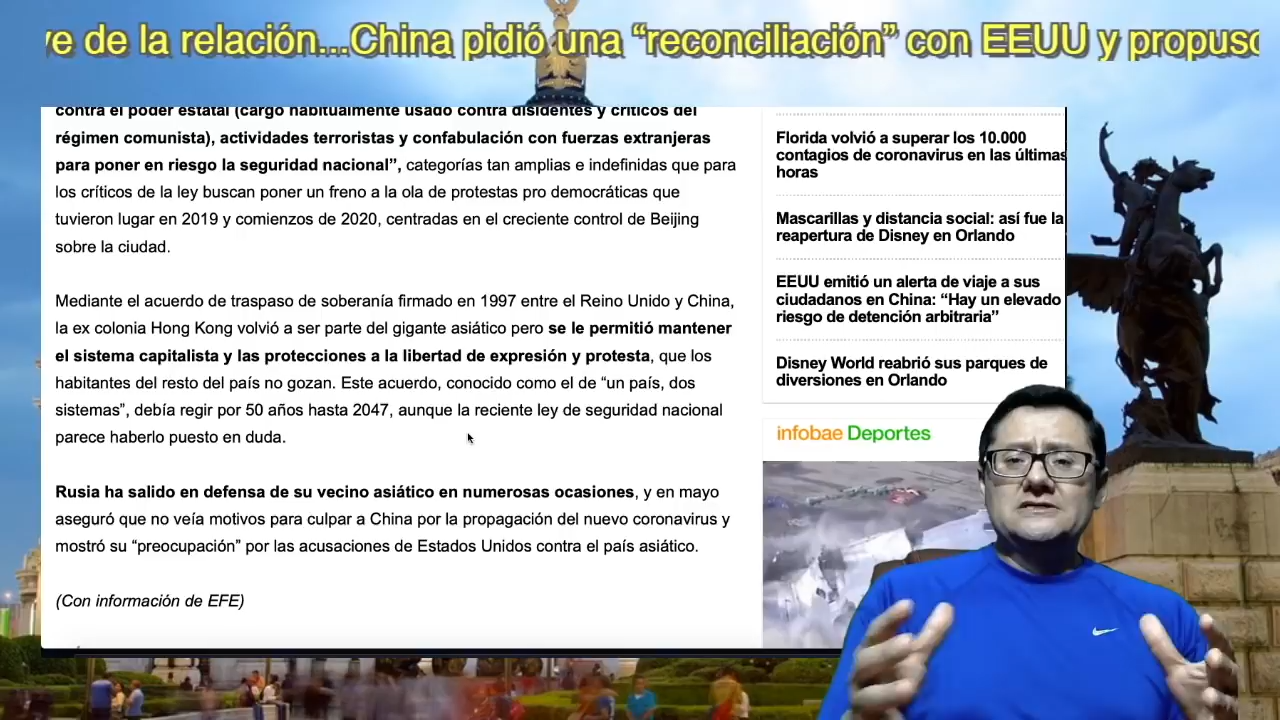 ve de la relación...China pidió una “reconciliación” con EEUU y propuso
contra el poder estatal (cargo habitualmente usado contra disidentes y críticos del
régimen comunista), actividades terroristas y confabulación con fuerzas extranjeras
para poner en riesgo la seguridad nacional”, categorías tan amplias e indefinidas que para
los críticos de la ley buscan poner un freno a la ola de protestas pro democráticas que
tuvieron lugar en 2019 y comienzos de 2020, centradas en el creciente control de Beijing
sobre la ciudad.
Mediante el acuerdo de traspaso de soberanía firmado en 1997 entre el Reino Unido y China,
la ex colonia Hong Kong volvió a ser parte del gigante asiático pero se le permitió mantener
el sistema capitalista y las protecciones a la libertad de expresión y protesta, que los
habitantes del resto del país no gozan. Este acuerdo, conocido como el de “un país, dos
sistemas”, debía regir por 50 años hasta 2047, aunque la reciente ley de seguridad nacional
parece haberlo puesto en duda.
Rusia ha salido en defensa de su vecino asiático en numerosas ocasiones, y en mayo
aseguró que no veía motivos para culpar a China por la propagación del nuevo coronavirus y
mostró su “preocupación” por las acusaciones de Estados Unidos contra el país asiático.
(Con información de EFE)
Florida volvió a superar los 10.000
contagios de coronavirus en las últimas
horas
Mascarillas y distancia social: así fue la
reapertura de Disney en Orlando
EEUU emitió un alerta de viaje a sus
ciudadanos en China: “Hay un elevado
riesgo de detención arbitraria”
Disney World reabrió sus parques de
diversiones en Orlando
infobae Deportes